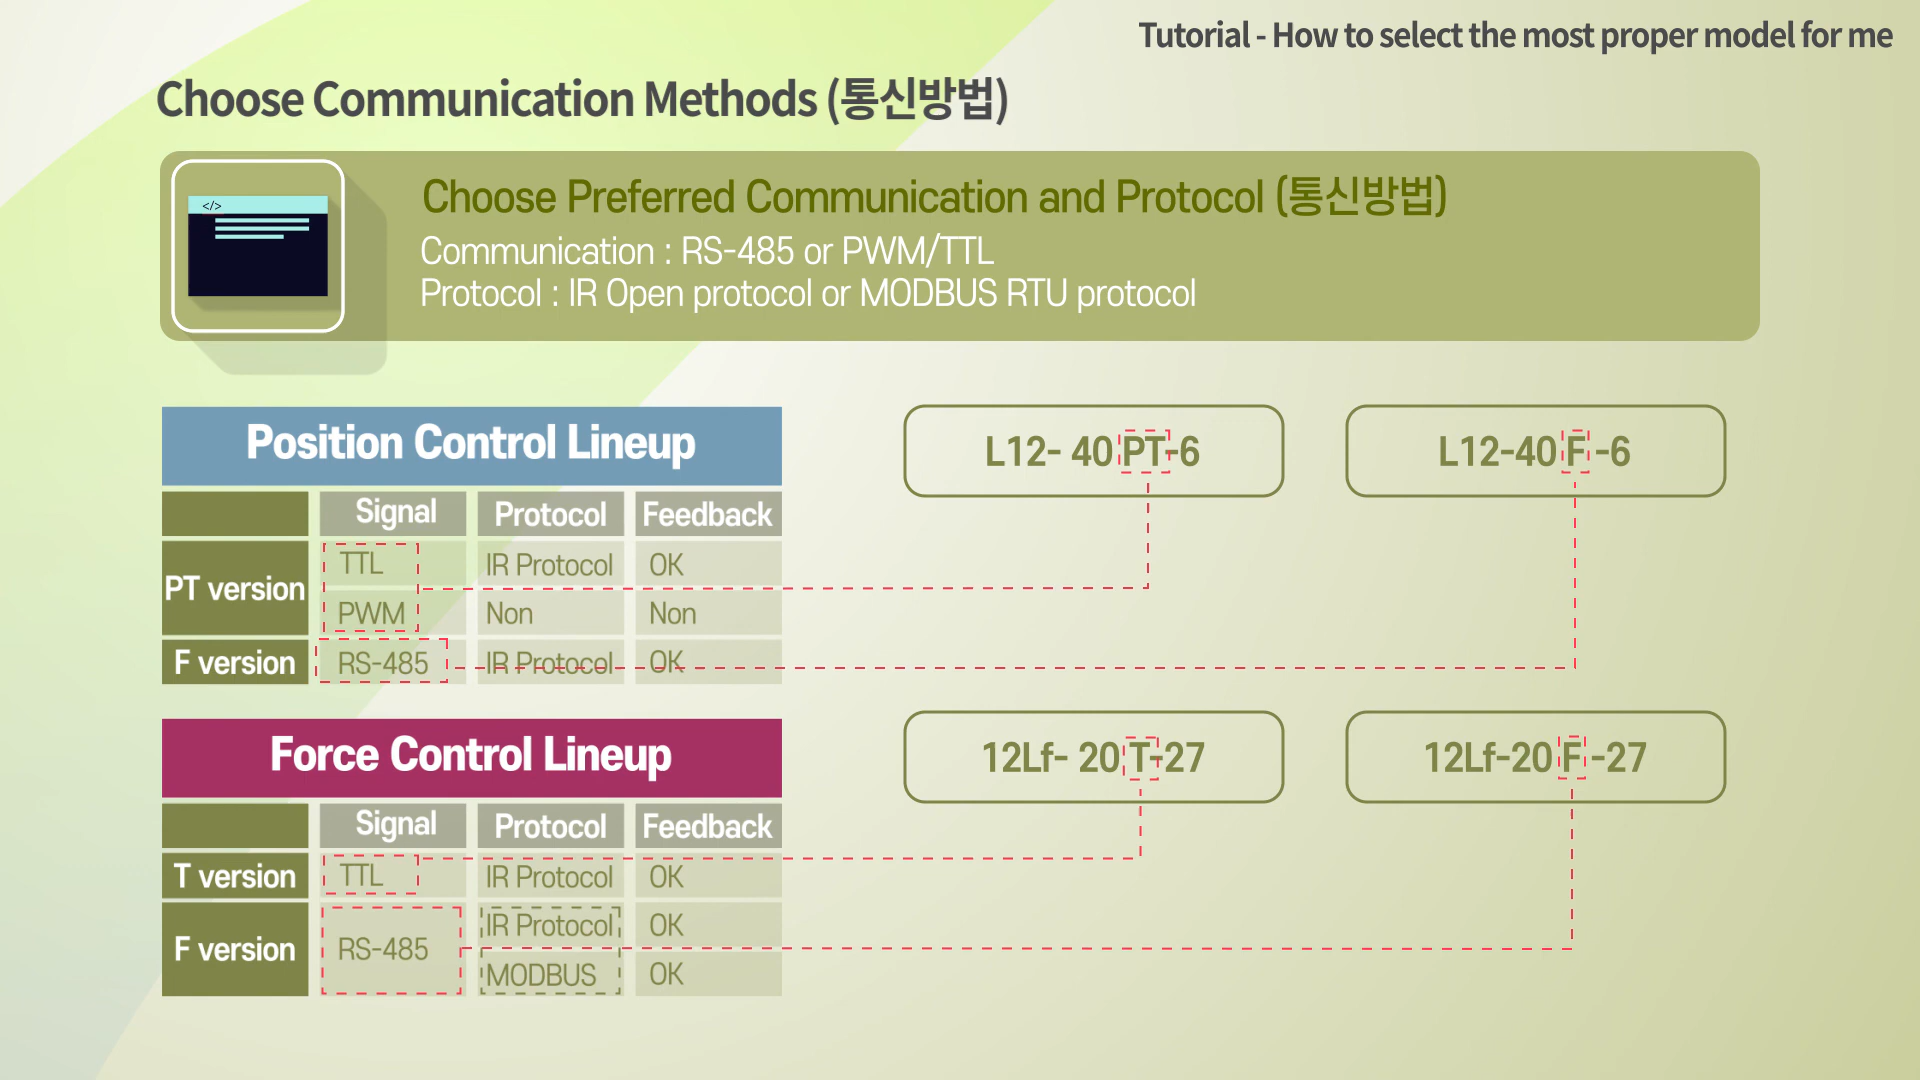 Tutorial - How to select the most proper model for me
Choose Communication Methods (통신방법)
</>
Choose Preferred Communication and Protocol (통신방법)
Communication : RS-485 or PWM/TTL
Protocol : IR Open protocol or MODBUS RTU protocol
Position Control Lineup
Signal Protocol Feedback
PT version
TTL IR Protocol OK
PWM Non Non
F version RS-485 IR Protocol OK
L12- 40 PT-6
L12-40 F -6
Force Control Lineup
Signal Protocol Feedback
T version TTL IR Protocol OK
F version RS-485
IR Protocol OK
MODBUS OK
12Lf- 20 T-27
12Lf-20 F -27